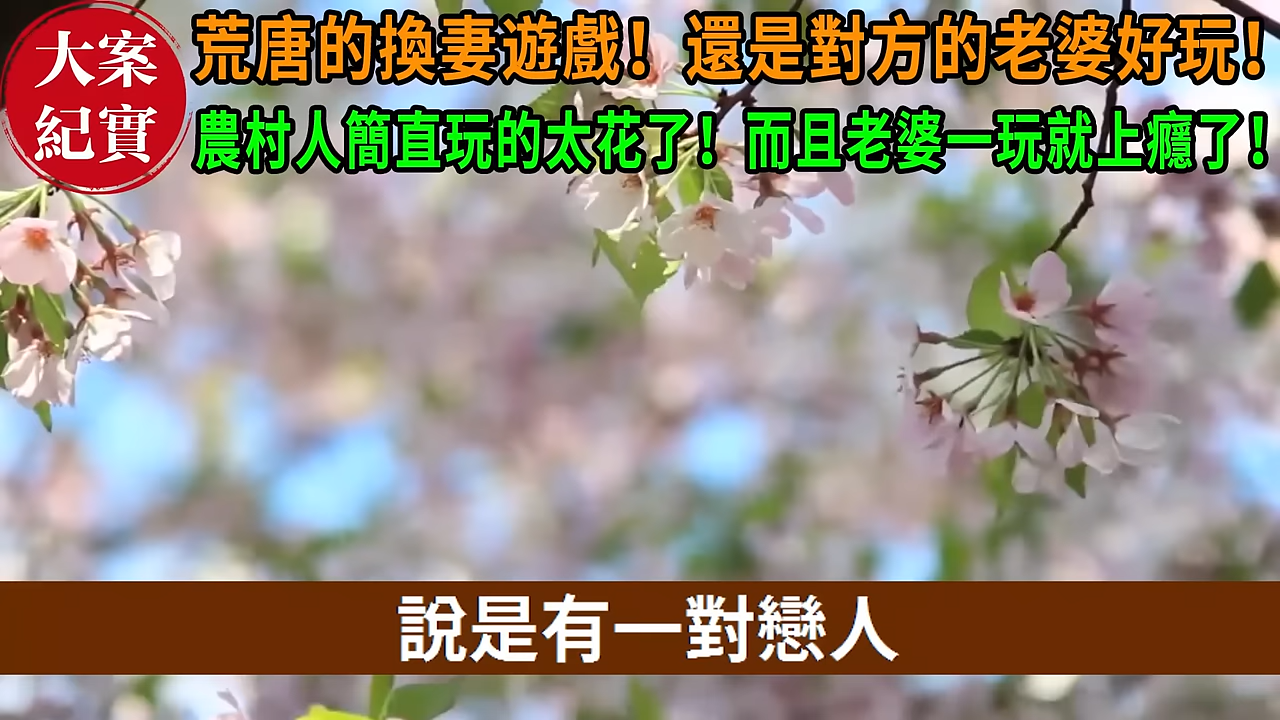 大案
紀實
荒唐的換妻遊戲！還是對方的老婆好玩！
農村人簡直玩的太花了！而且老婆一玩就上癮了！
說是有一對戀人